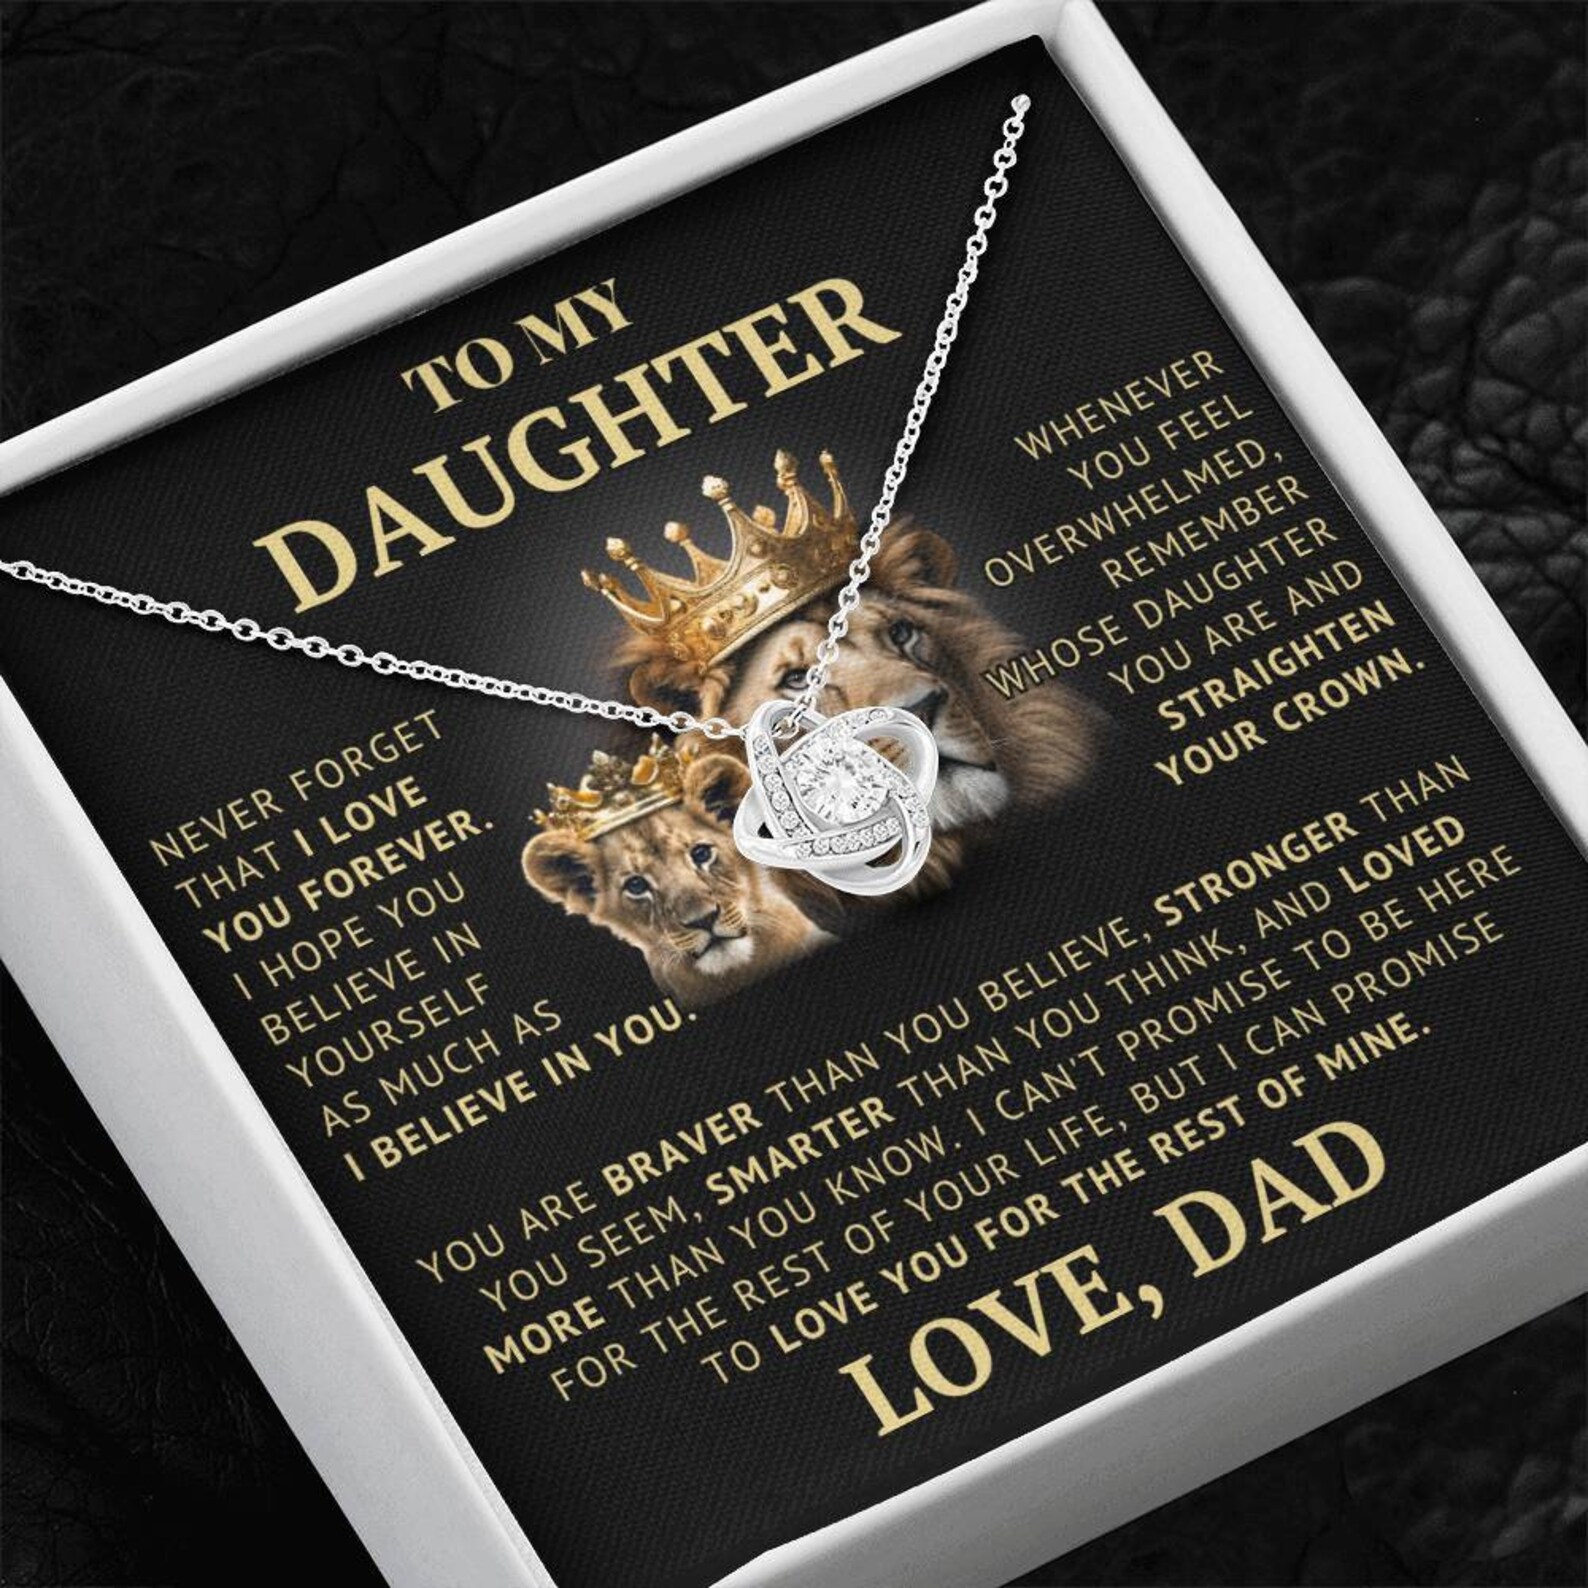 TO MY
DAUGHTER
WHENEVER
YOU FEEL
OVERWHELMED,
REMEMBER
WHOSE DAUGHTER
YOU ARE AND
STRAIGHTEN
YOUR CROWN.
NEVER FORGET
THAT I LOVE
YOU FOREVER.
I HOPE YOU
BELIEVE IN
YOURSELF
AS MUCH AS
I BELIEVE IN YOU.
YOU ARE BRAVER THAN YOU BELIEVE, STRONGER THAN
YOU SEEM, SMARTER THAN YOU THINK, AND LOVED
MORE THAN YOU KNOW. I CAN'T PROMISE TO BE HERE
FOR THE REST OF YOUR LIFE, BUT I CAN PROMISE
TO LOVE YOU FOR THE REST OF MINE.
LOVE, DAD